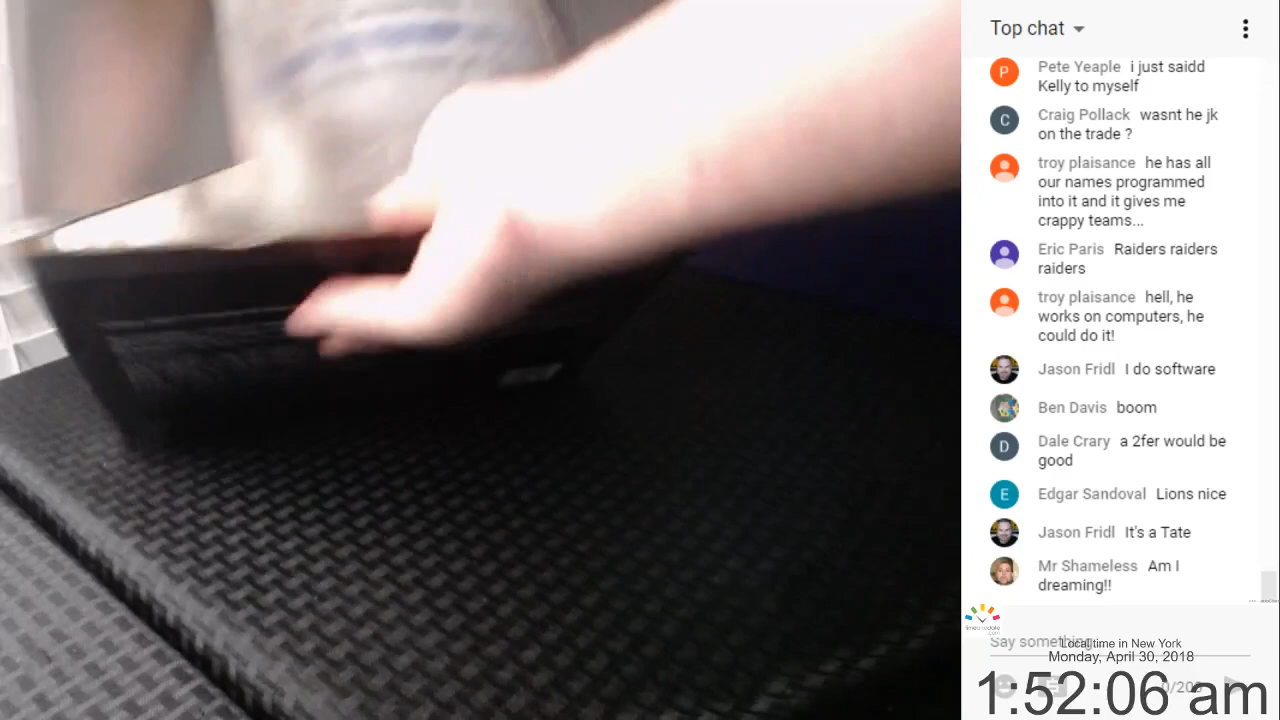 Top chat
Pete Yeaple i just saidd
Kelly to myself
Craig Pollack wasnt he jk
on the trade ?
troy plaisance he has all
our names programmed
into it and it gives me
crappy teams...
Eric Paris Raiders raiders
raiders
troy plaisance hell, he
works on computers, he
could do it!
Jason Fridl I do software
Ben Davis boom
Dale Crary a 2fer would be
good
Edgar Sandoval Lions nice
Jason Fridl It's a Tate
Mr Shameless Am I
dreaming!!
Say something...
Local time in New York
Monday, April 30, 2018
1:52:06 am